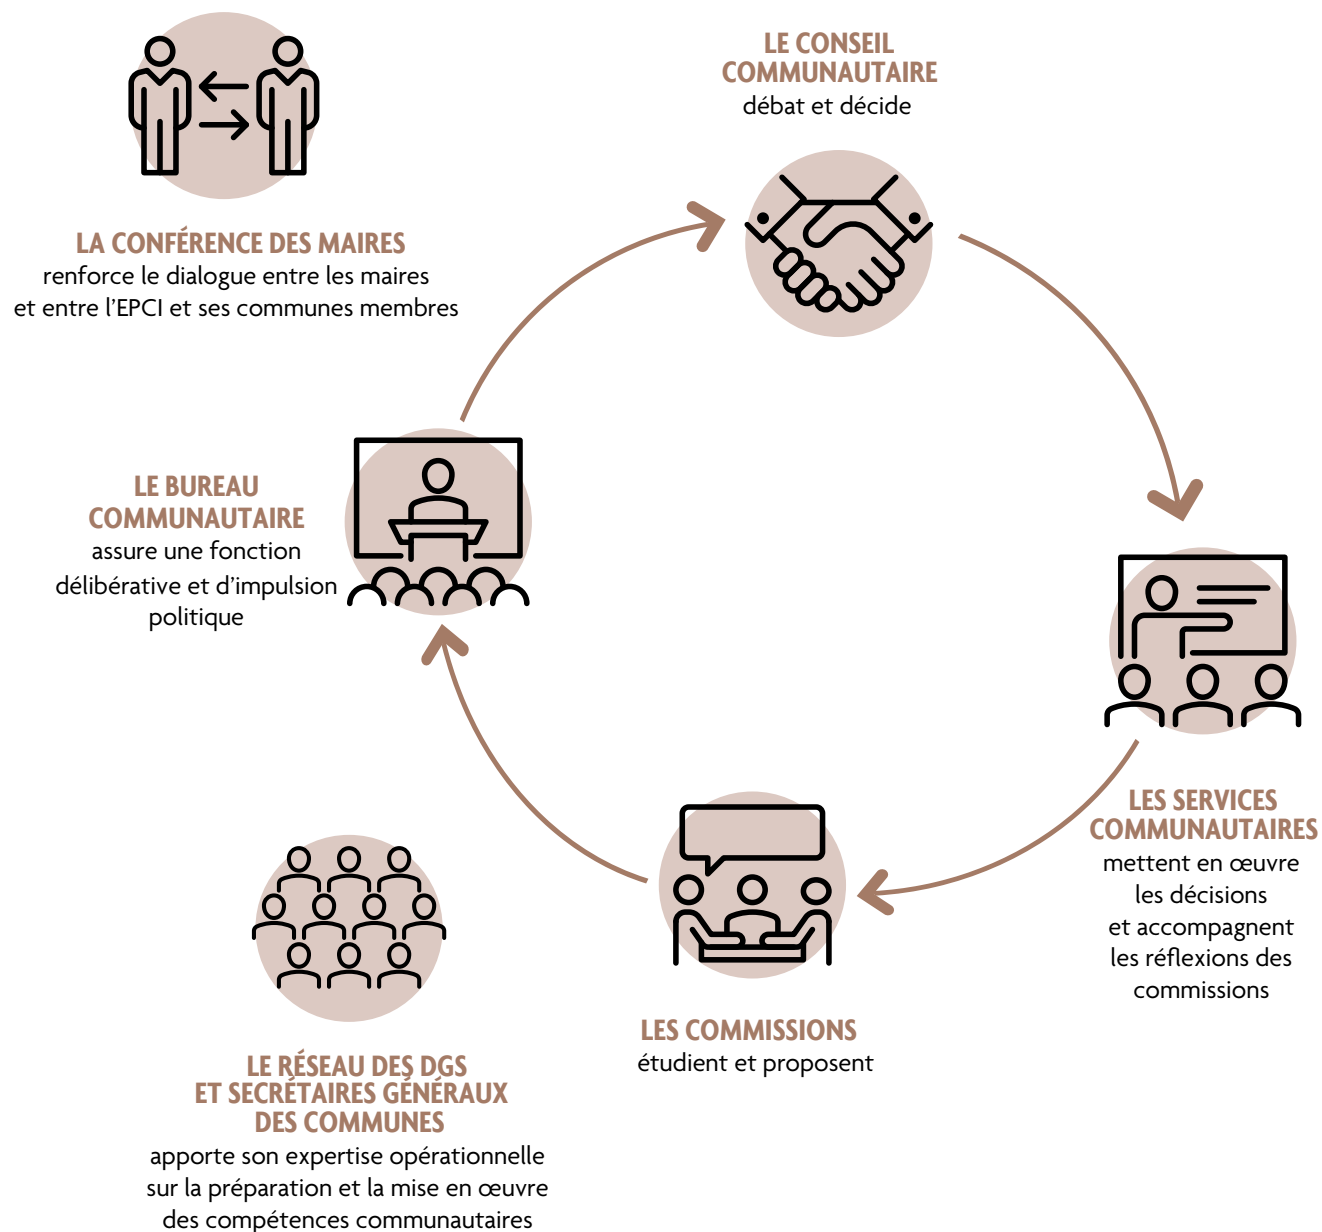 LE CONSEIL
COMMUNAUTAIRE
débat et décide
LA CONFÉRENCE DES MAIRES
renforce le dialogue entre les maires
et entre l’EPCI et ses communes membres
LE BUREAU
COMMUNAUTAIRE
assure une fonction
délibérative et d’impulsion
politique
LES SERVICES
COMMUNAUTAIRES
mettent en œuvre
les décisions
et accompagnent
les réflexions des
commissions
LES COMMISSIONS
étudient et proposent
LE RÉSEAU DES DGS
ET SECRÉTAIRES GÉNÉRAUX
DES COMMUNES
apporte son expertise opérationnelle
sur la préparation et la mise en œuvre
des compétences communautaires